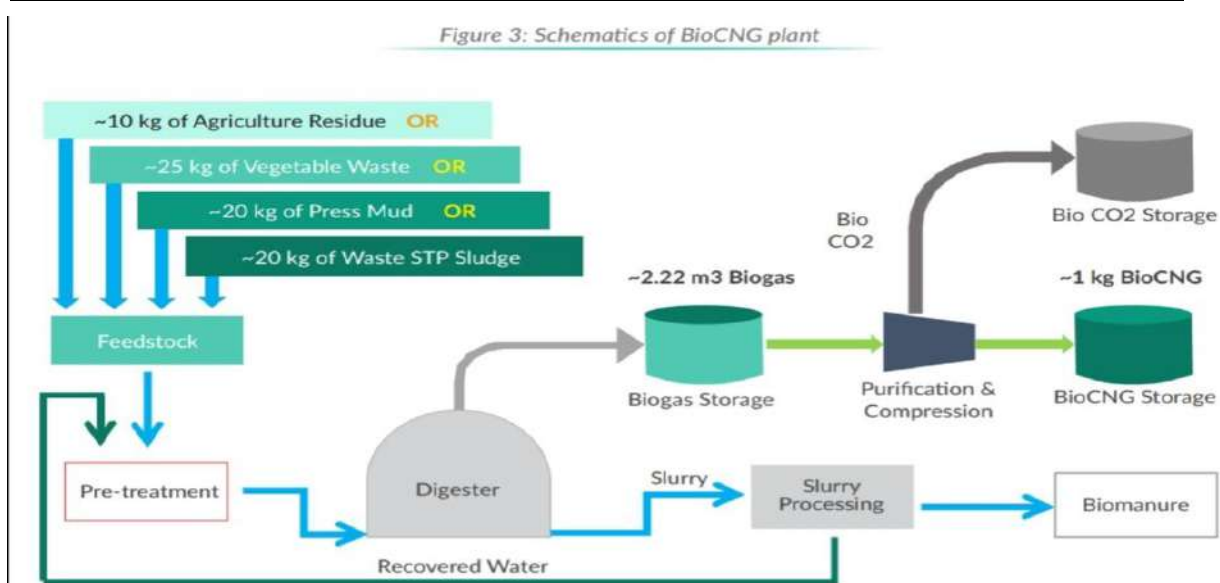 Figure 3: Schematics of BioCNG plant
~10 kg of Agriculture Residue OR
~25 kg of Vegetable Waste OR
~20 kg of Press Mud OR
~20 kg of Waste STP Sludge
Feedstock
Pre-treatment
Digester
Biogas Storage
~2.22 m3 Biogas
Bio
CO2
Purification &
Compression
Bio CO2 Storage
~1 kg BioCNG
BioCNG Storage
Slurry
Slurry
Processing
Biomanure
Recovered Water